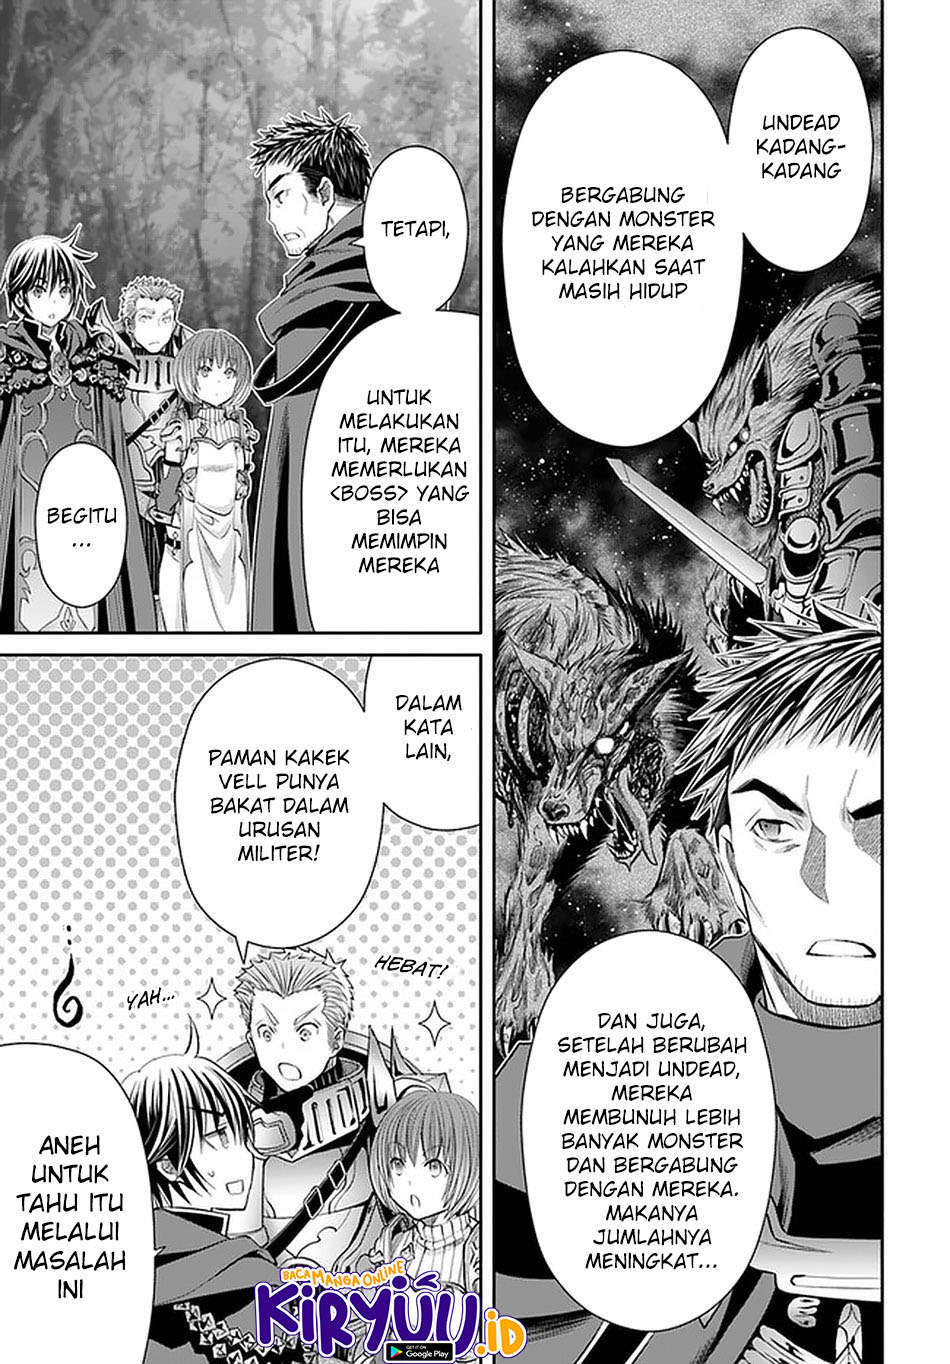 UNDEAD
KADANG-
KADANG
BERGABUNG
DENGAN MONSTER
YANG MEREKA
KALAHKAN SAAT
MASIH HIDUP
DAN JUGA,
SETELAH BERUBAH
MENJADI UNDEAD,
MEREKA
MEMBUNUH LEBIH
BANYAK MONSTER
DAN BERGABUNG
DENGAN MEREKA.
MAKANYA
JUMLAHNYA
MENINGKAT...
TETAPI,
UNTUK
MELAKUKAN
ITU, MEREKA
MEMERLUKAN
<BOSS> YANG
BISA
MEMIMPIN
MEREKA
BEGITU
...
DALAM
KATA
LAIN,
PAMAN KAKEK
VELL PUNYA
BAKAT DALAM
URUSAN
MILITER!
HEBAT!
YAH...
ANEH
UNTUK
TAHU ITU
MELALUI
MASALAH
INI
BACA MANGA ONLINE
KIRYUU.iD
GET IT ON
Google Play